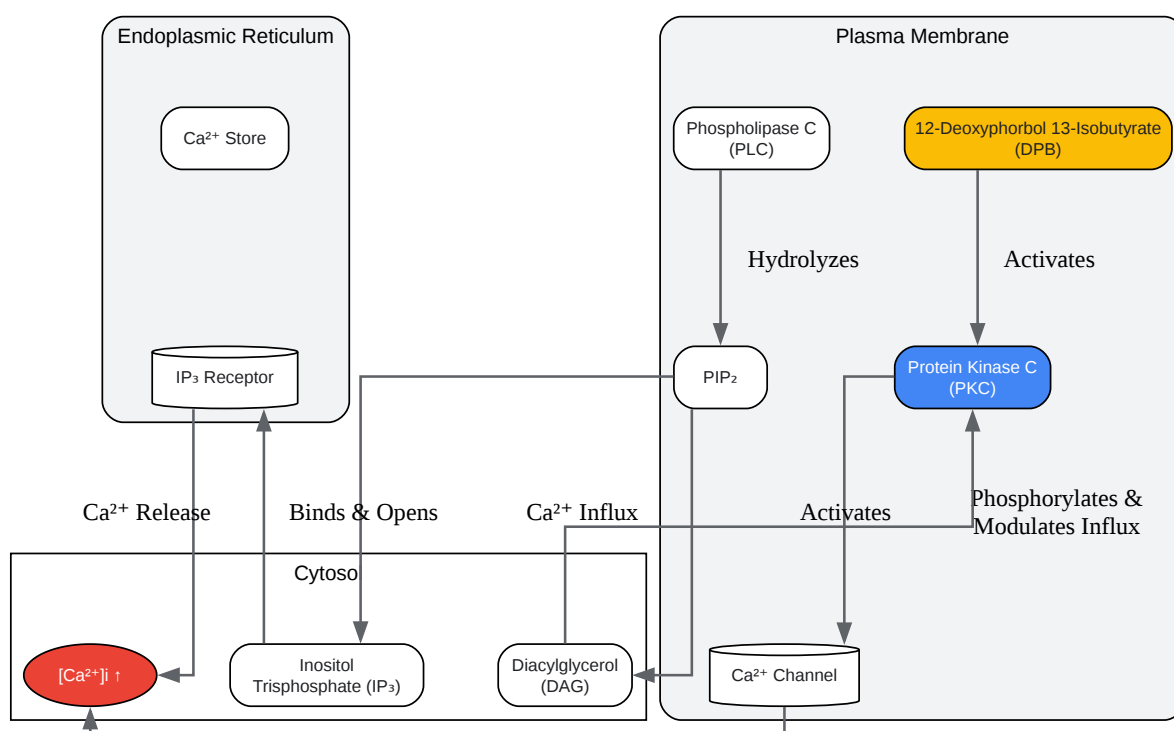 Endoplasmic Reticulum
Plasma Membrane
Ca²⁺ Store
Phospholipase C
(PLC)
12-Deoxyphorbol 13-Isobutyrate
(DPB)
Hydrolyzes
Activates
IP₃ Receptor
PIP₂
Protein Kinase C
(PKC)
Ca²⁺ Release
Binds & Opens
Ca²⁺ Influx
Activates
Phosphorylates &
Modulates Influx
Cytosol
[Ca²⁺]i ↑
Inositol
Trisphosphate (IP₃)
Diacylglycerol
(DAG)
Ca²⁺ Channel